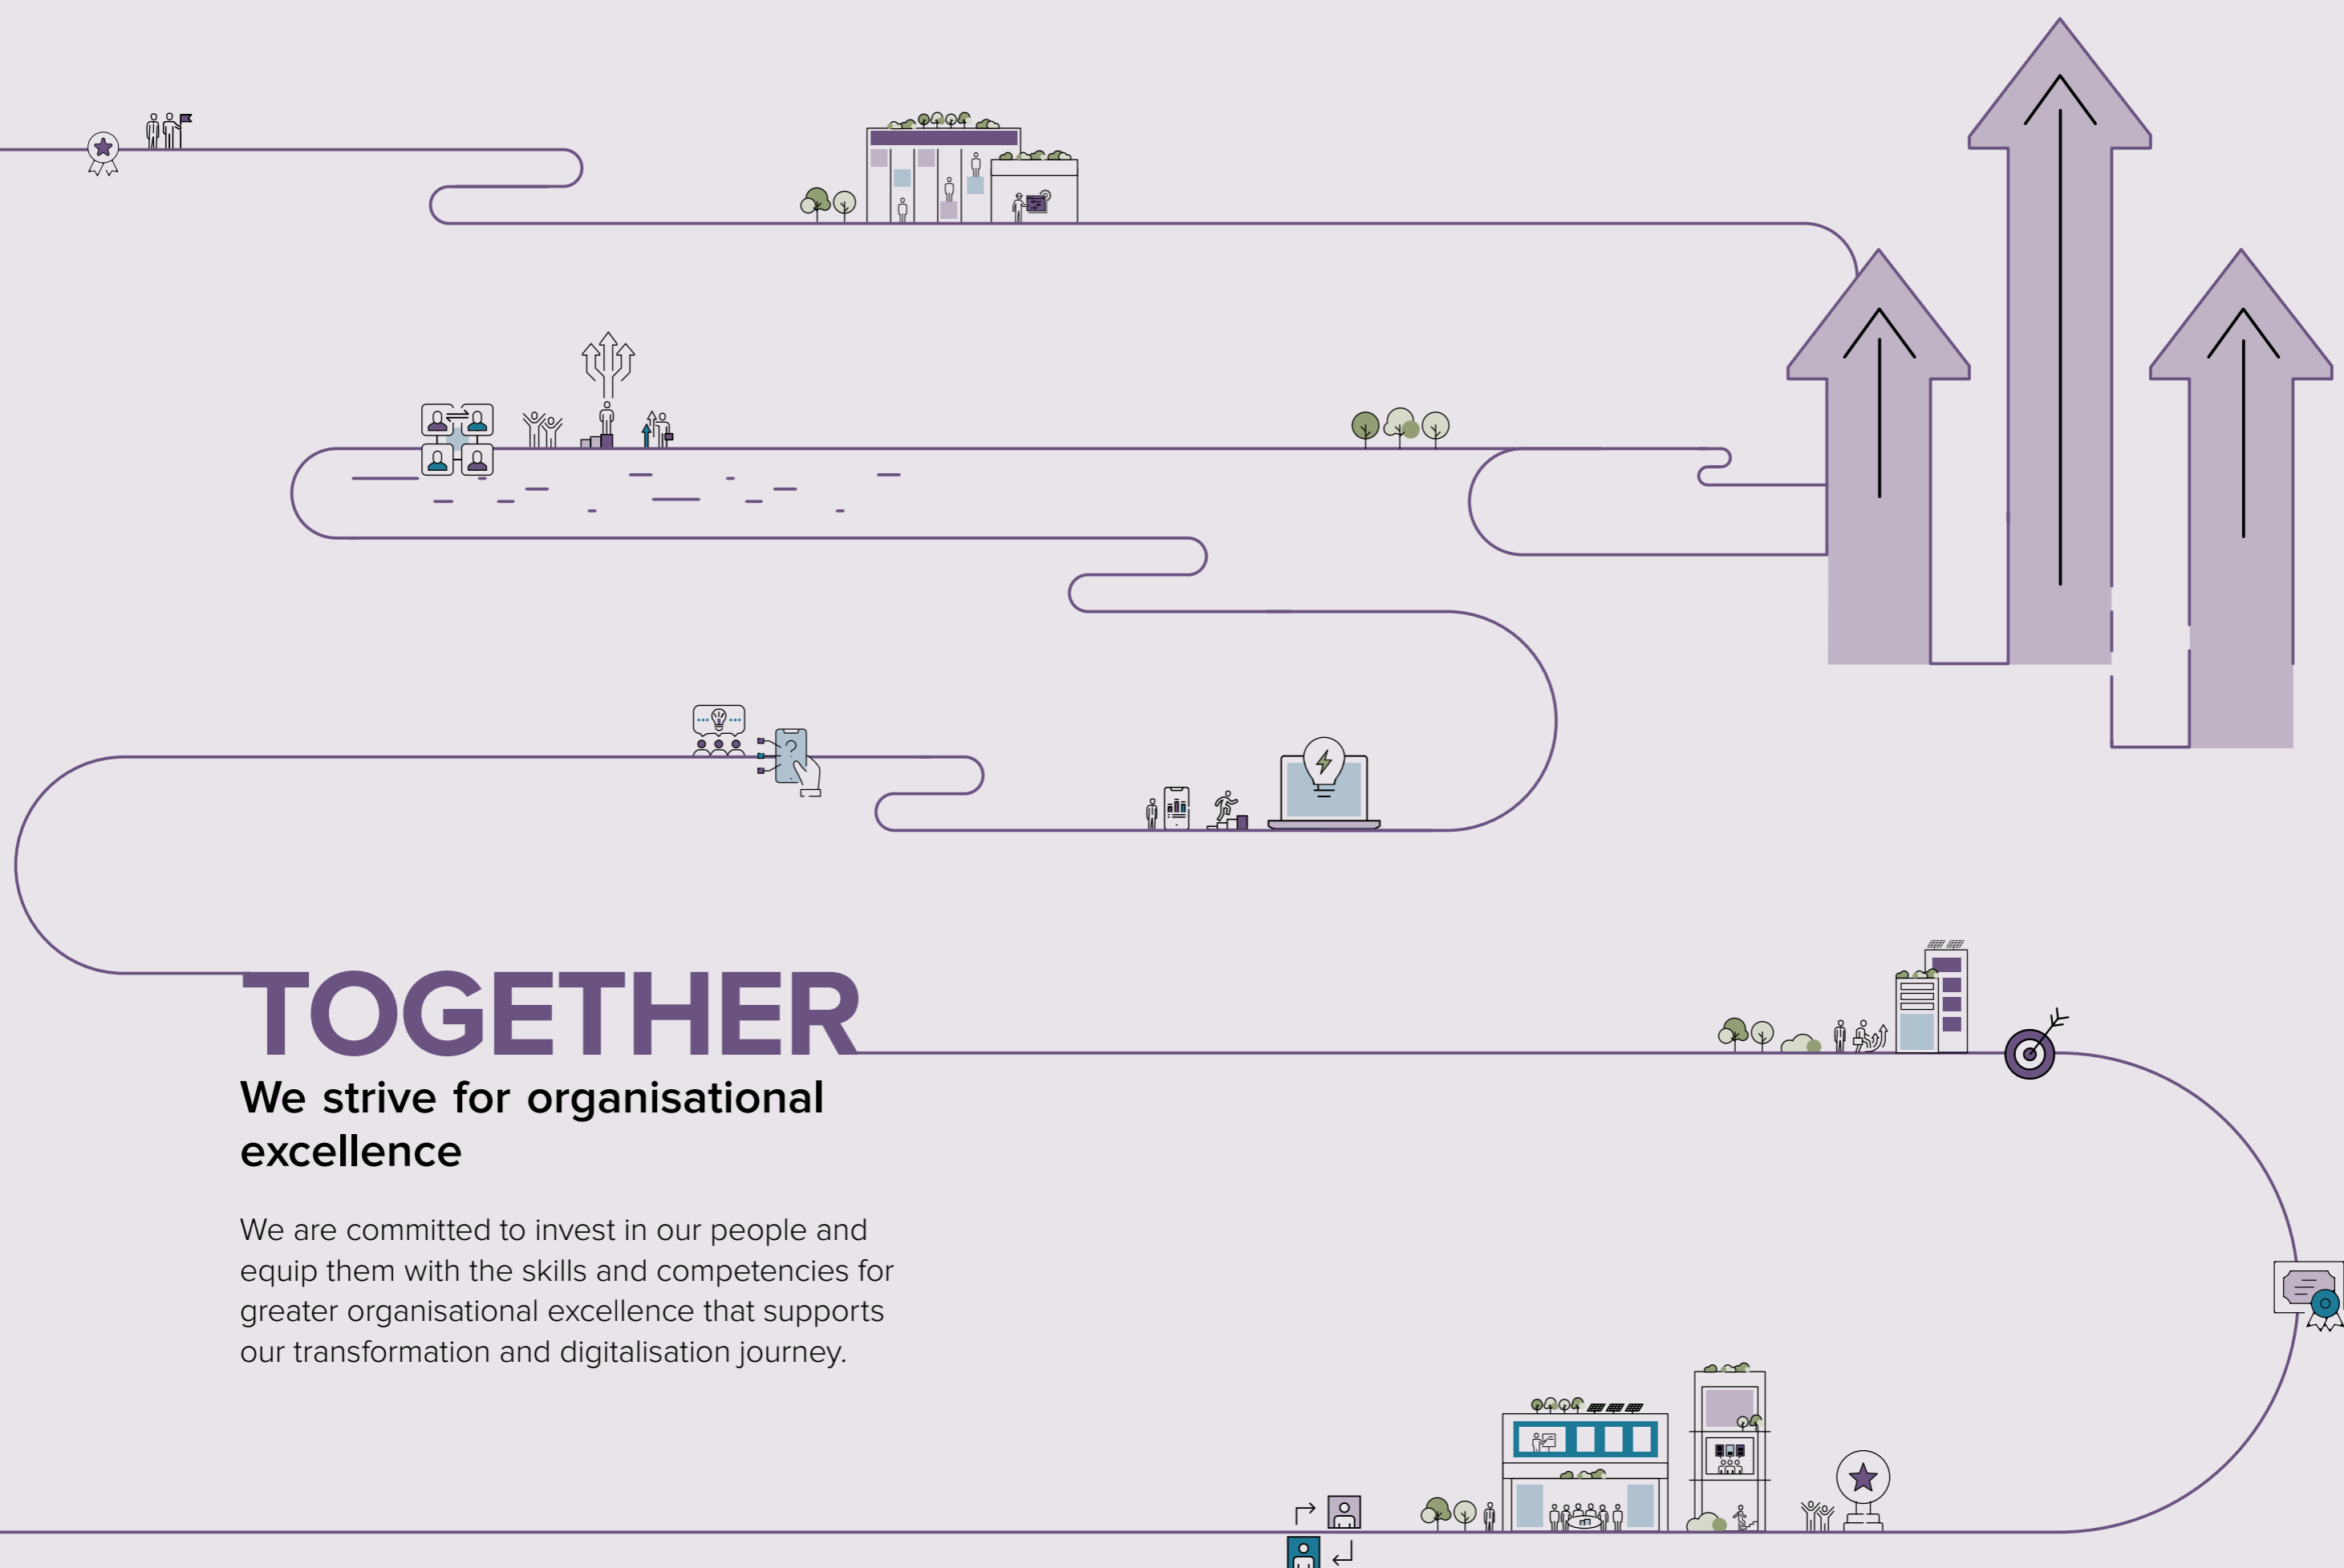 TOGETHER
We strive for organisational
excellence
We are committed to invest in our people and
equip them with the skills and competencies for
greater organisational excellence that supports
our transformation and digitalisation journey.